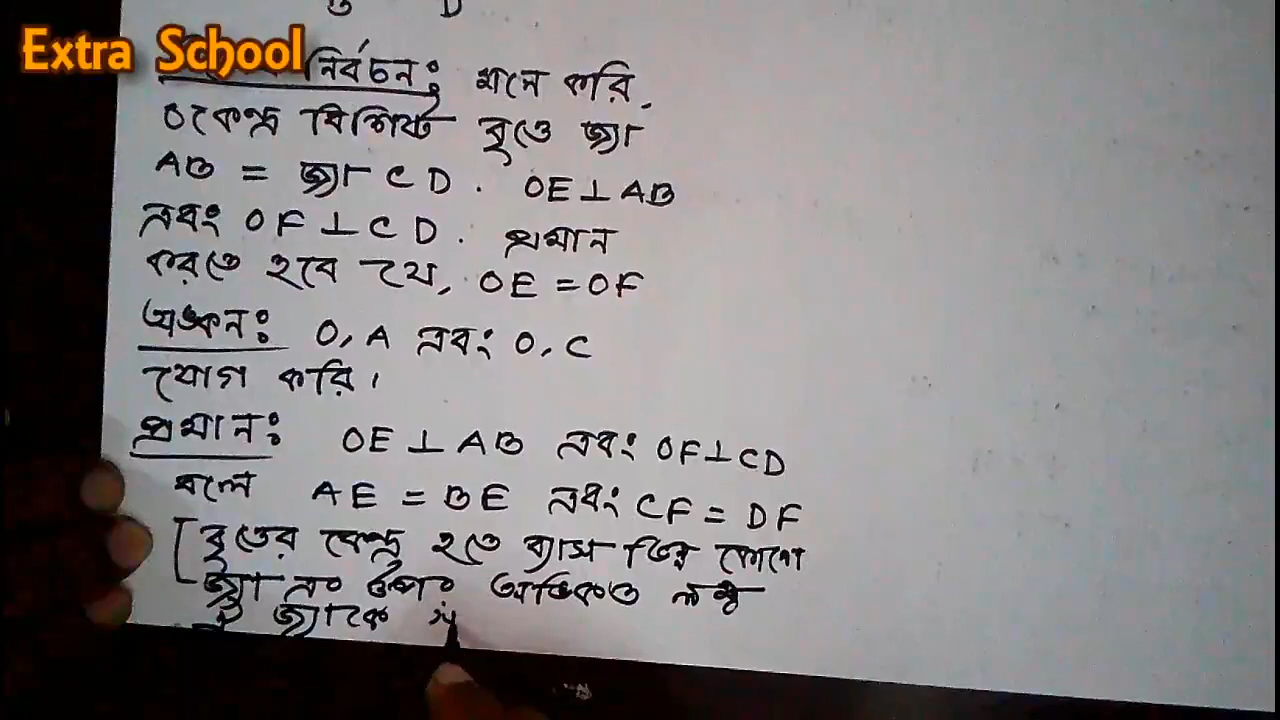 Extra School
নির্বচন: মনে করি,
O কেন্দ্র বিশিষ্ট বৃত্তে জ্যা
AB = জ্যা CD. OE⊥AB
এবং OF⊥CD. প্রমান
করতে হবে যে, OE=OF
অঙ্কন: O, A এবং O, C
যোগ করি।
প্রমান: OE⊥AB এবং OF⊥CD
বলে AE = BE এবং CF = DF
[বৃত্তের কেন্দ্র হতে ব্যাস ভিন্ন কোণো
জ্যা এর উপর অঙ্কিত লম্ব
ঐ জ্যাকে